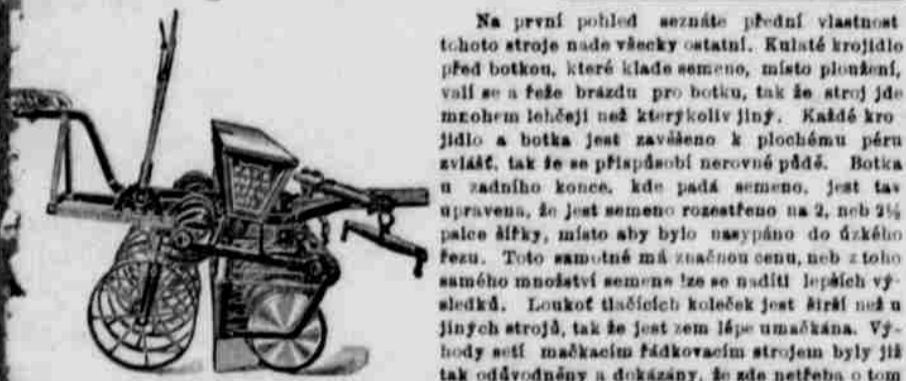 Na první pohled seznáte přední vlastnost
tohoto stroje nade všecky ostatní. Kulaté krojidlo
před botkou, které klade semeno, místo ploužení,
valí se a řeže brázdu pro botku, tak že stroj jde
mnohem lehčeji než kterýkoliv jiný. Každé kro
jidlo a botka jest zavěšeno k plochému péru
zvlášť, tak že se přispůsobí nerovné půdě. Botka
u zadního konce, kde padá semeno, jest tak
upravena, že jest semeno rozestřeno na 2, neb 2½
palce šířky, místo aby bylo nasypáno do úzkého
řezu. Toto samotné má značnou cenu, neb z toho
samého množství semene lze se nadíti lepších vý-
sledků. Loukoť tlačících koleček jest širší než u
jiných strojů, tak že jest zem lépe umačkána. Vý-
hody setí mačkacím řádkovacím strojem byly již
tak odůvodněny a dokázány, že zde netřeba o tom